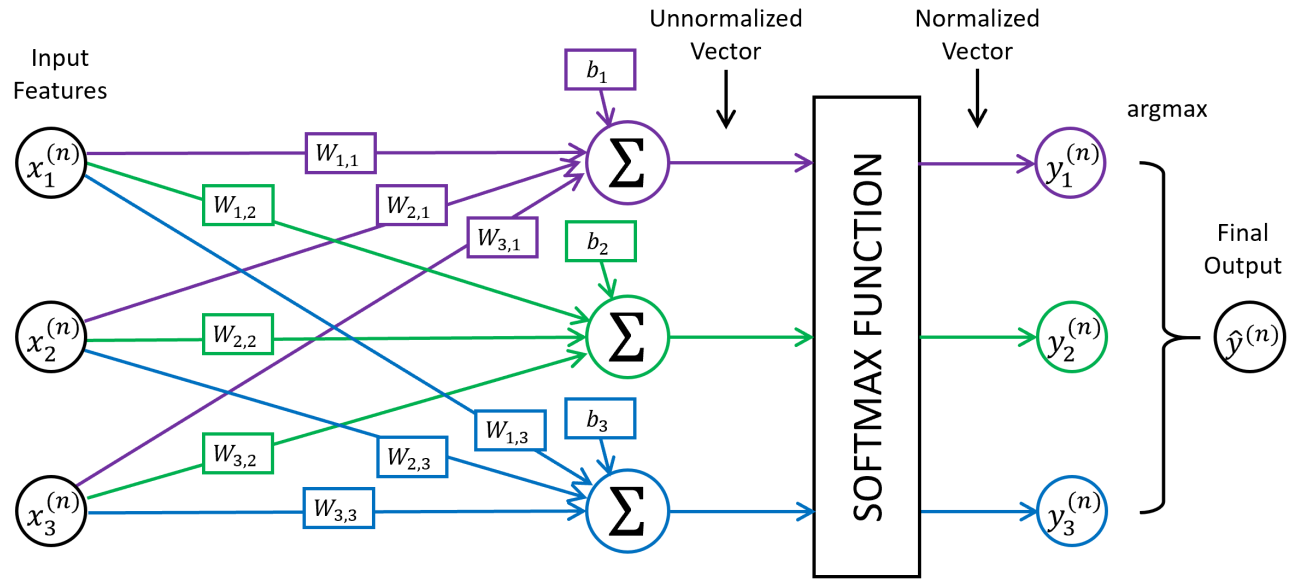 Unnormalized
Vector
Normalized
Vector
Input
Features
argmax
b₁
x₁⁽ⁿ⁾
W₁,₁
Σ
y₁⁽ⁿ⁾
W₁,₂
W₂,₁
W₃,₁
b₂
Final
Output
x₂⁽ⁿ⁾
W₂,₂
Σ
SOFTMAX FUNCTION
y₂⁽ⁿ⁾
ŷ⁽ⁿ⁾
b₃
W₁,₃
W₃,₂
W₂,₃
x₃⁽ⁿ⁾
W₃,₃
Σ
y₃⁽ⁿ⁾